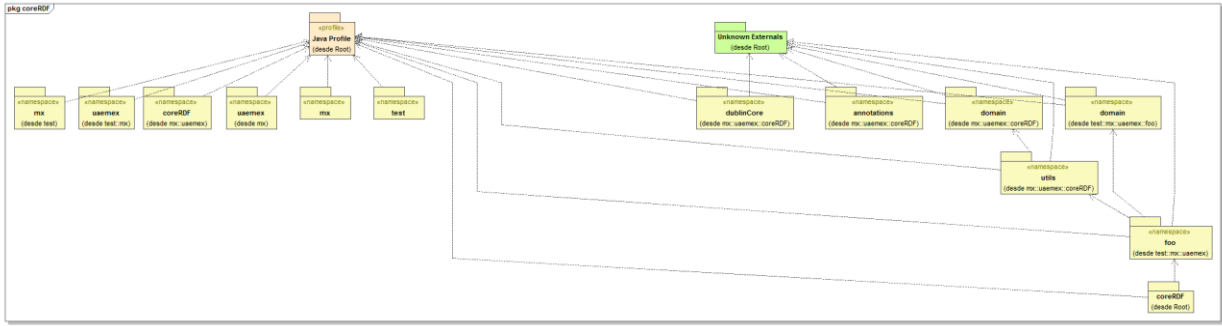 pkg coreRDF
«profile»
Java Profile
(desde Root)
Unknown Externals
(desde Root)
«namespace»
mx
(desde test)
«namespace»
uaemex
(desde test::mx)
«namespace»
coreRDF
(desde mx::uaemex)
«namespace»
uaemex
(desde mx)
«namespace»
mx
«namespace»
test
«namespace»
dublinCore
(desde mx::uaemex::coreRDF)
«namespace»
annotations
(desde mx::uaemex::coreRDF)
«namespace»
domain
(desde mx::uaemex::coreRDF)
«namespace»
domain
(desde test::mx::uaemex::foo)
«namespace»
utils
(desde mx::uaemex::coreRDF)
«namespace»
foo
(desde test::mx::uaemex)
coreRDF
(desde Root)